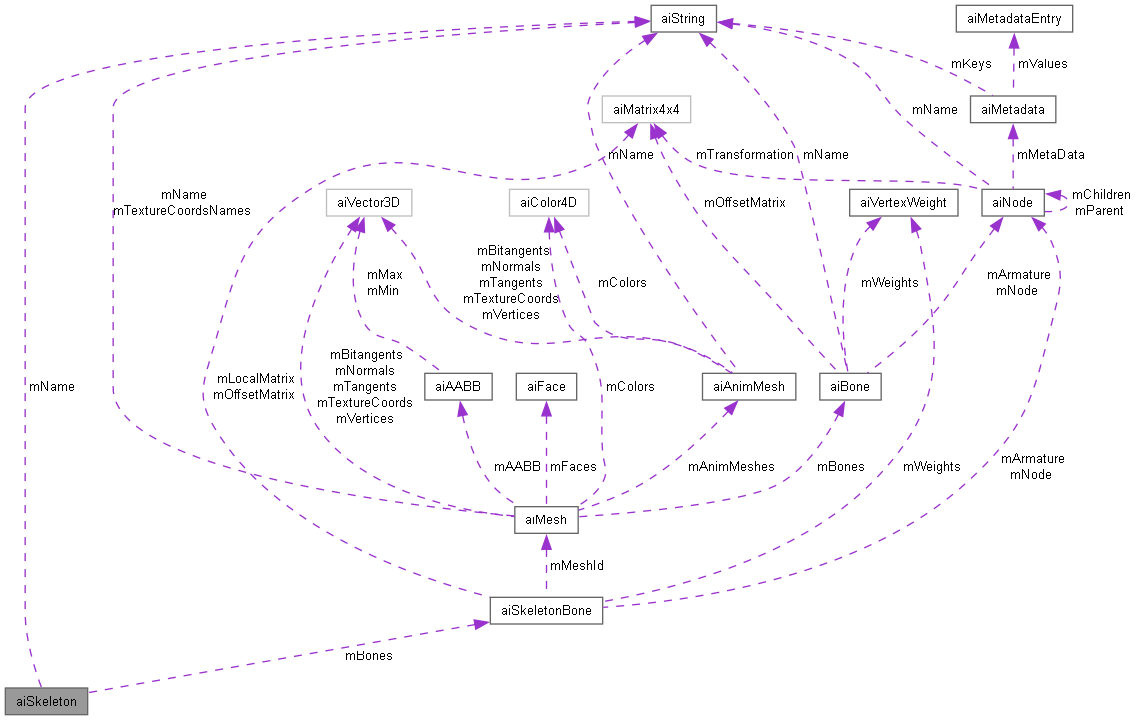 aiString
aiMetadataEntry
mKeys
mValues
aiMatrix4x4
aiMetadata
mName
mName
mTransformation
mName
mMetaData
mName
mTextureCoordsNames
aiVector3D
aiColor4D
mOffsetMatrix
aiVertexWeight
aiNode
mChildren
mParent
mBitangents
mNormals
mTangents
mTextureCoords
mVertices
mMax
mMin
mColors
mWeights
mArmature
mNode
mName
mLocalMatrix
mOffsetMatrix
mBitangents
mNormals
mTangents
mTextureCoords
mVertices
aiAABB
aiFace
mColors
aiAnimMesh
aiBone
mAABB
mFaces
mAnimMeshes
mBones
mWeights
mArmature
mNode
aiMesh
mMeshId
aiSkeletonBone
mBones
aiSkeleton